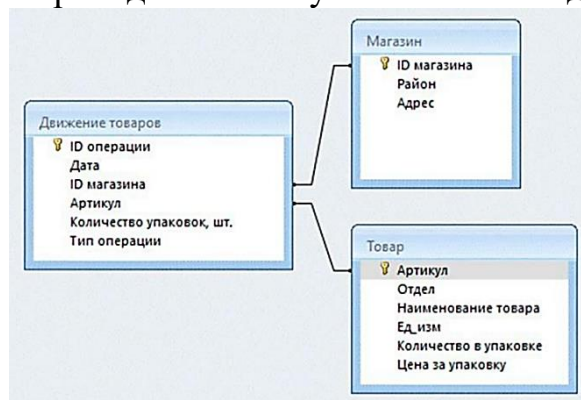 Движение товаров
ID операции
Дата
ID магазина
Артикул
Количество упаковок, шт.
Тип операции
Магазин
ID магазина
Район
Адрес
Товар
Артикул
Отдел
Наименование товара
Ед_изм
Количество в упаковке
Цена за упаковку